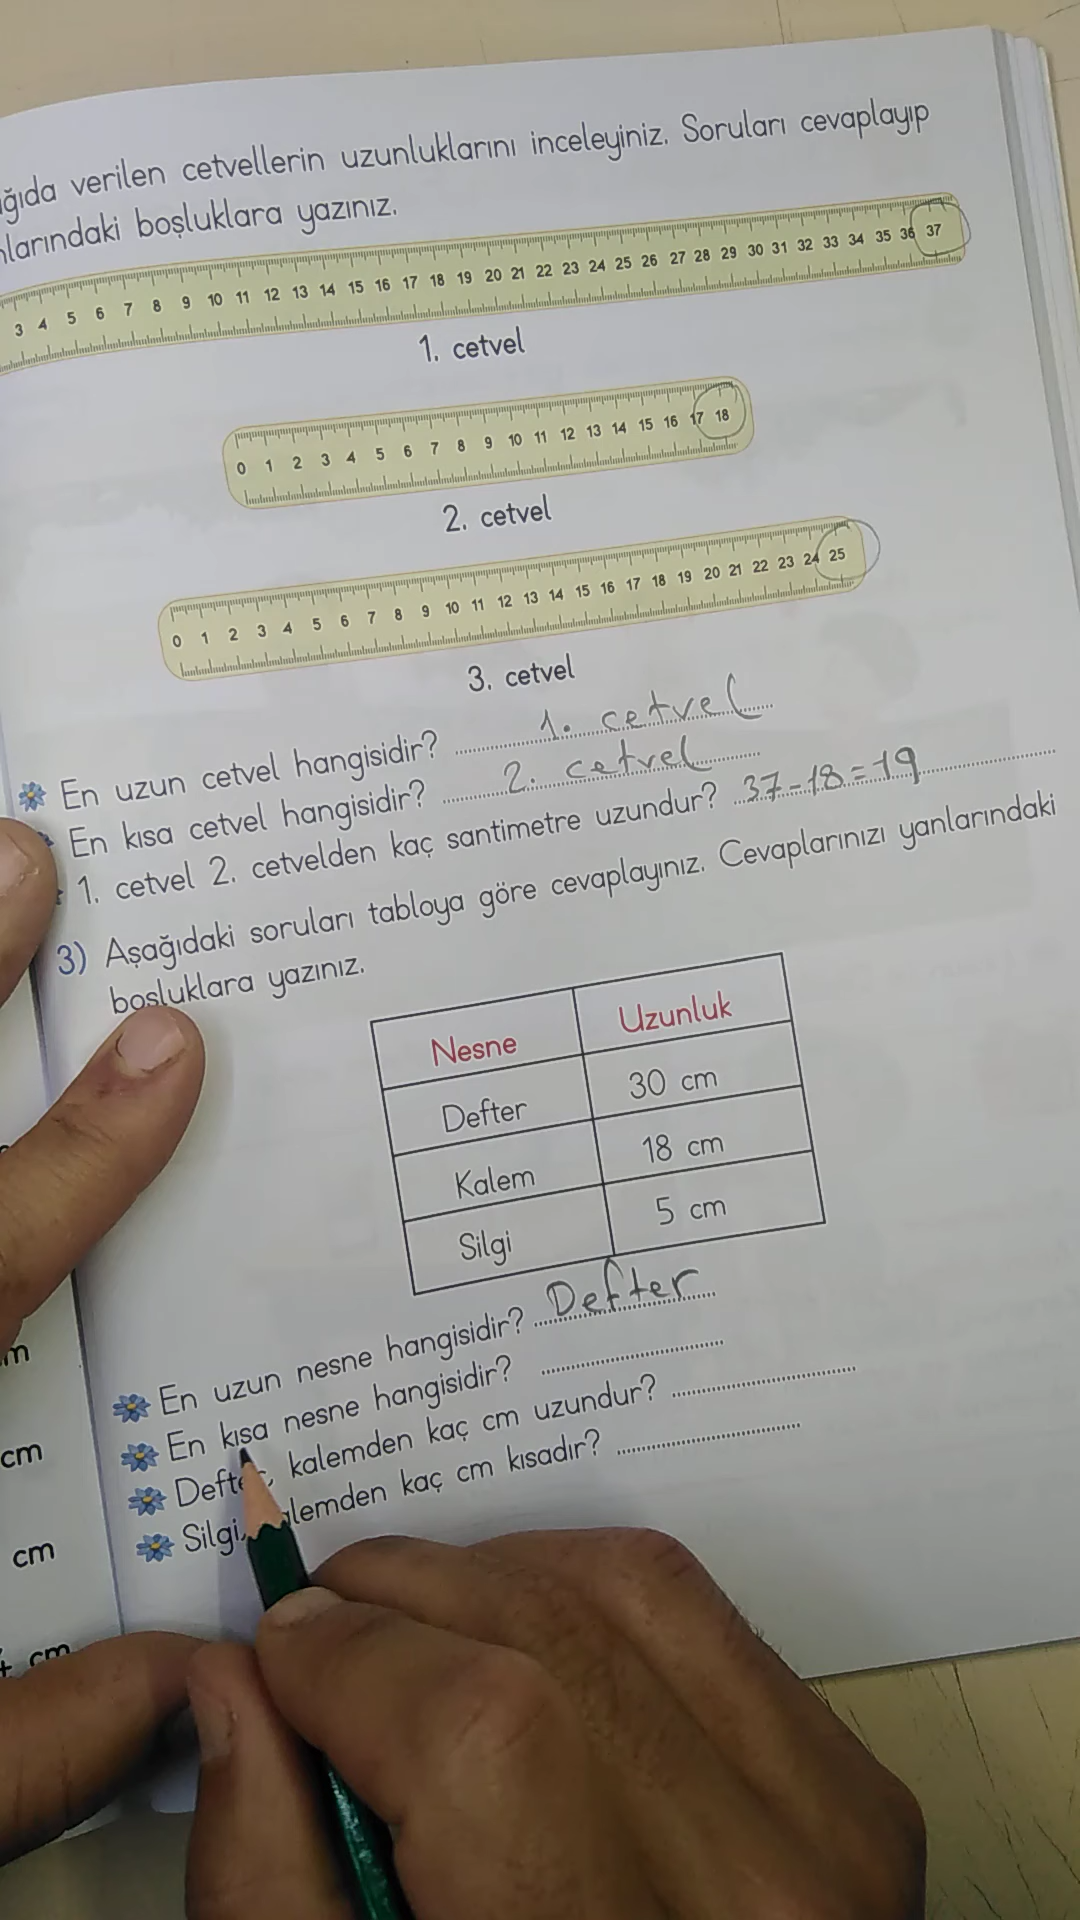 verilen cetvellerin uzunluklarını inceleyiniz. Soruları cevaplayıp
boşluklara yazınız.
3 4 5 6 7 8 9 10 11 12 13 14 15 16 17 18 19 20 21 22 23 24 25 26 27 28 29 30 31 32 33 34 35 36 37
1. cetvel
0 1 2 3 4 5 6 7 8 9 10 11 12 13 14 15 16 17 18
2. cetvel
0 1 2 3 4 5 6 7 8 9 10 11 12 13 14 15 16 17 18 19 20 21 22 23 24 25
3. cetvel
En uzun cetvel hangisidir? 1. cetvel
En kısa cetvel hangisidir? 2. cetvel
1. cetvel 2. cetvelden kaç santimetre uzundur? 37-18=19
3) Aşağıdaki soruları tabloya göre cevaplayınız. Cevaplarınızı yanlarındaki
boşluklara yazınız.
Nesne Uzunluk
Defter 30 cm
Kalem 18 cm
Silgi 5 cm
En uzun nesne hangisidir? Defter
En kısa nesne hangisidir?
kalemden kaç cm uzundur?
Silgi, kaç cm kısadır?
cm
cm
cm